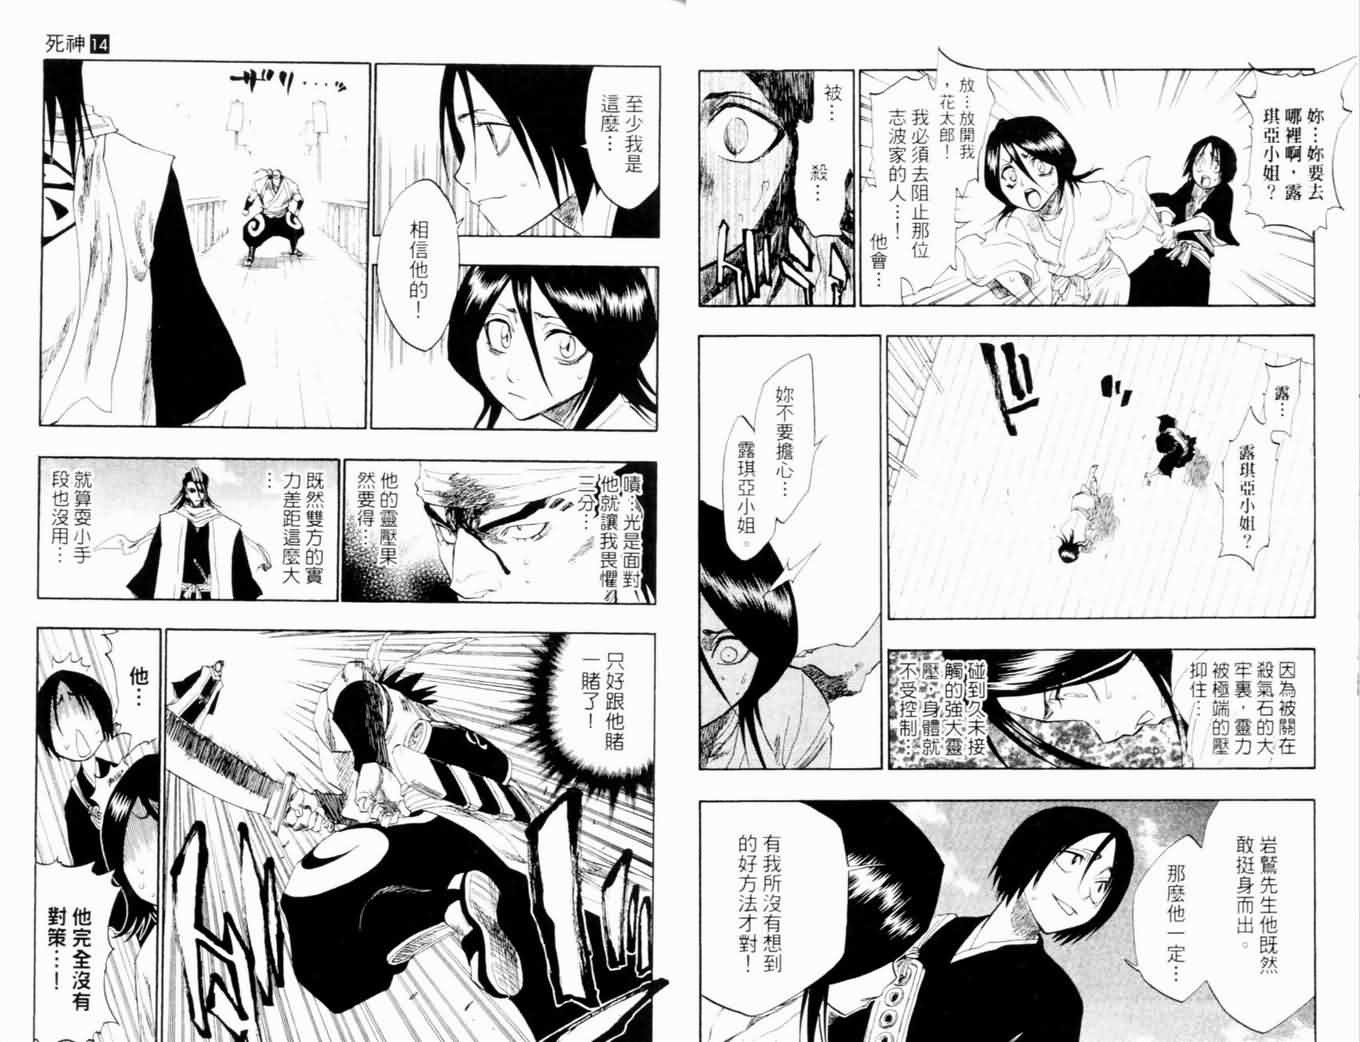 妳…妳要去
哪裡啊，露
琪亞小姐？
放…放開我
，花太郎！
我必須去阻止那位
志波家的人……！
他會…
被…
殺…
露…
露琪亞小姐？
妳不要擔心…
露琪亞小姐。
因為被關在
殺氣石的大
牢裏，靈力
被極端的壓
抑住…
碰到久未接
觸的強大靈
壓，身體就
不受控制…
岩鷲先生他既然
敢挺身而出。
那麼他一定…
有我所沒有想到
的好方法才對！
死神14
至少我是
這麼…
相信他的！
嘖…光是面對
他就讓我畏懼
三分…
他的靈壓果
然要得…
既然雙方的實
力差距這麼大
…
就算耍小手
段也沒用…
只好跟他賭
一賭了！
他…
他完全沒有
對策…！